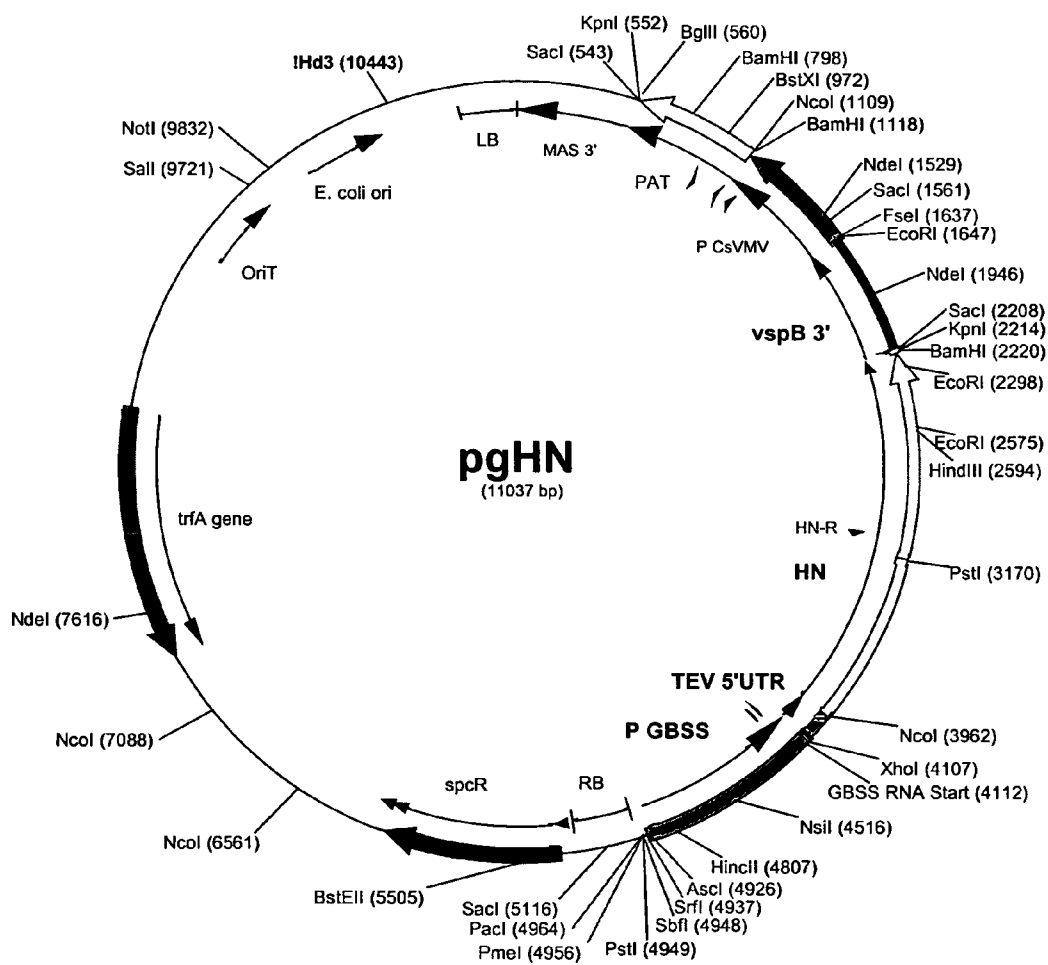 KpnI (552)
BglII (560)
SacI (543)
BamHI (798)
BstXI (972)
NcoI (1109)
BamHI (1118)
!Hd3 (10443)
NotI (9832)
SalI (9721)
LB
MAS 3'
E. coli ori
PAT
OriT
P CsVMV
NdeI (1529)
SacI (1561)
FseI (1637)
EcoRI (1647)
NdeI (1946)
vspB 3'
SacI (2208)
KpnI (2214)
BamHI (2220)
EcoRI (2298)
EcoRI (2575)
HindIII (2594)
pgHN
(11037 bp)
trfA gene
HN-R
HN
PstI (3170)
NdeI (7616)
TEV 5'UTR
P GBSS
NcoI (7088)
NcoI (3962)
XhoI (4107)
GBSS RNA Start (4112)
spcR
RB
NsiI (4516)
NcoI (6561)
HincII (4807)
BstEII (5505)
AscI (4926)
SacI (5116)
SrfI (4937)
PacI (4964)
SbfI (4948)
PmeI (4956)
PstI (4949)